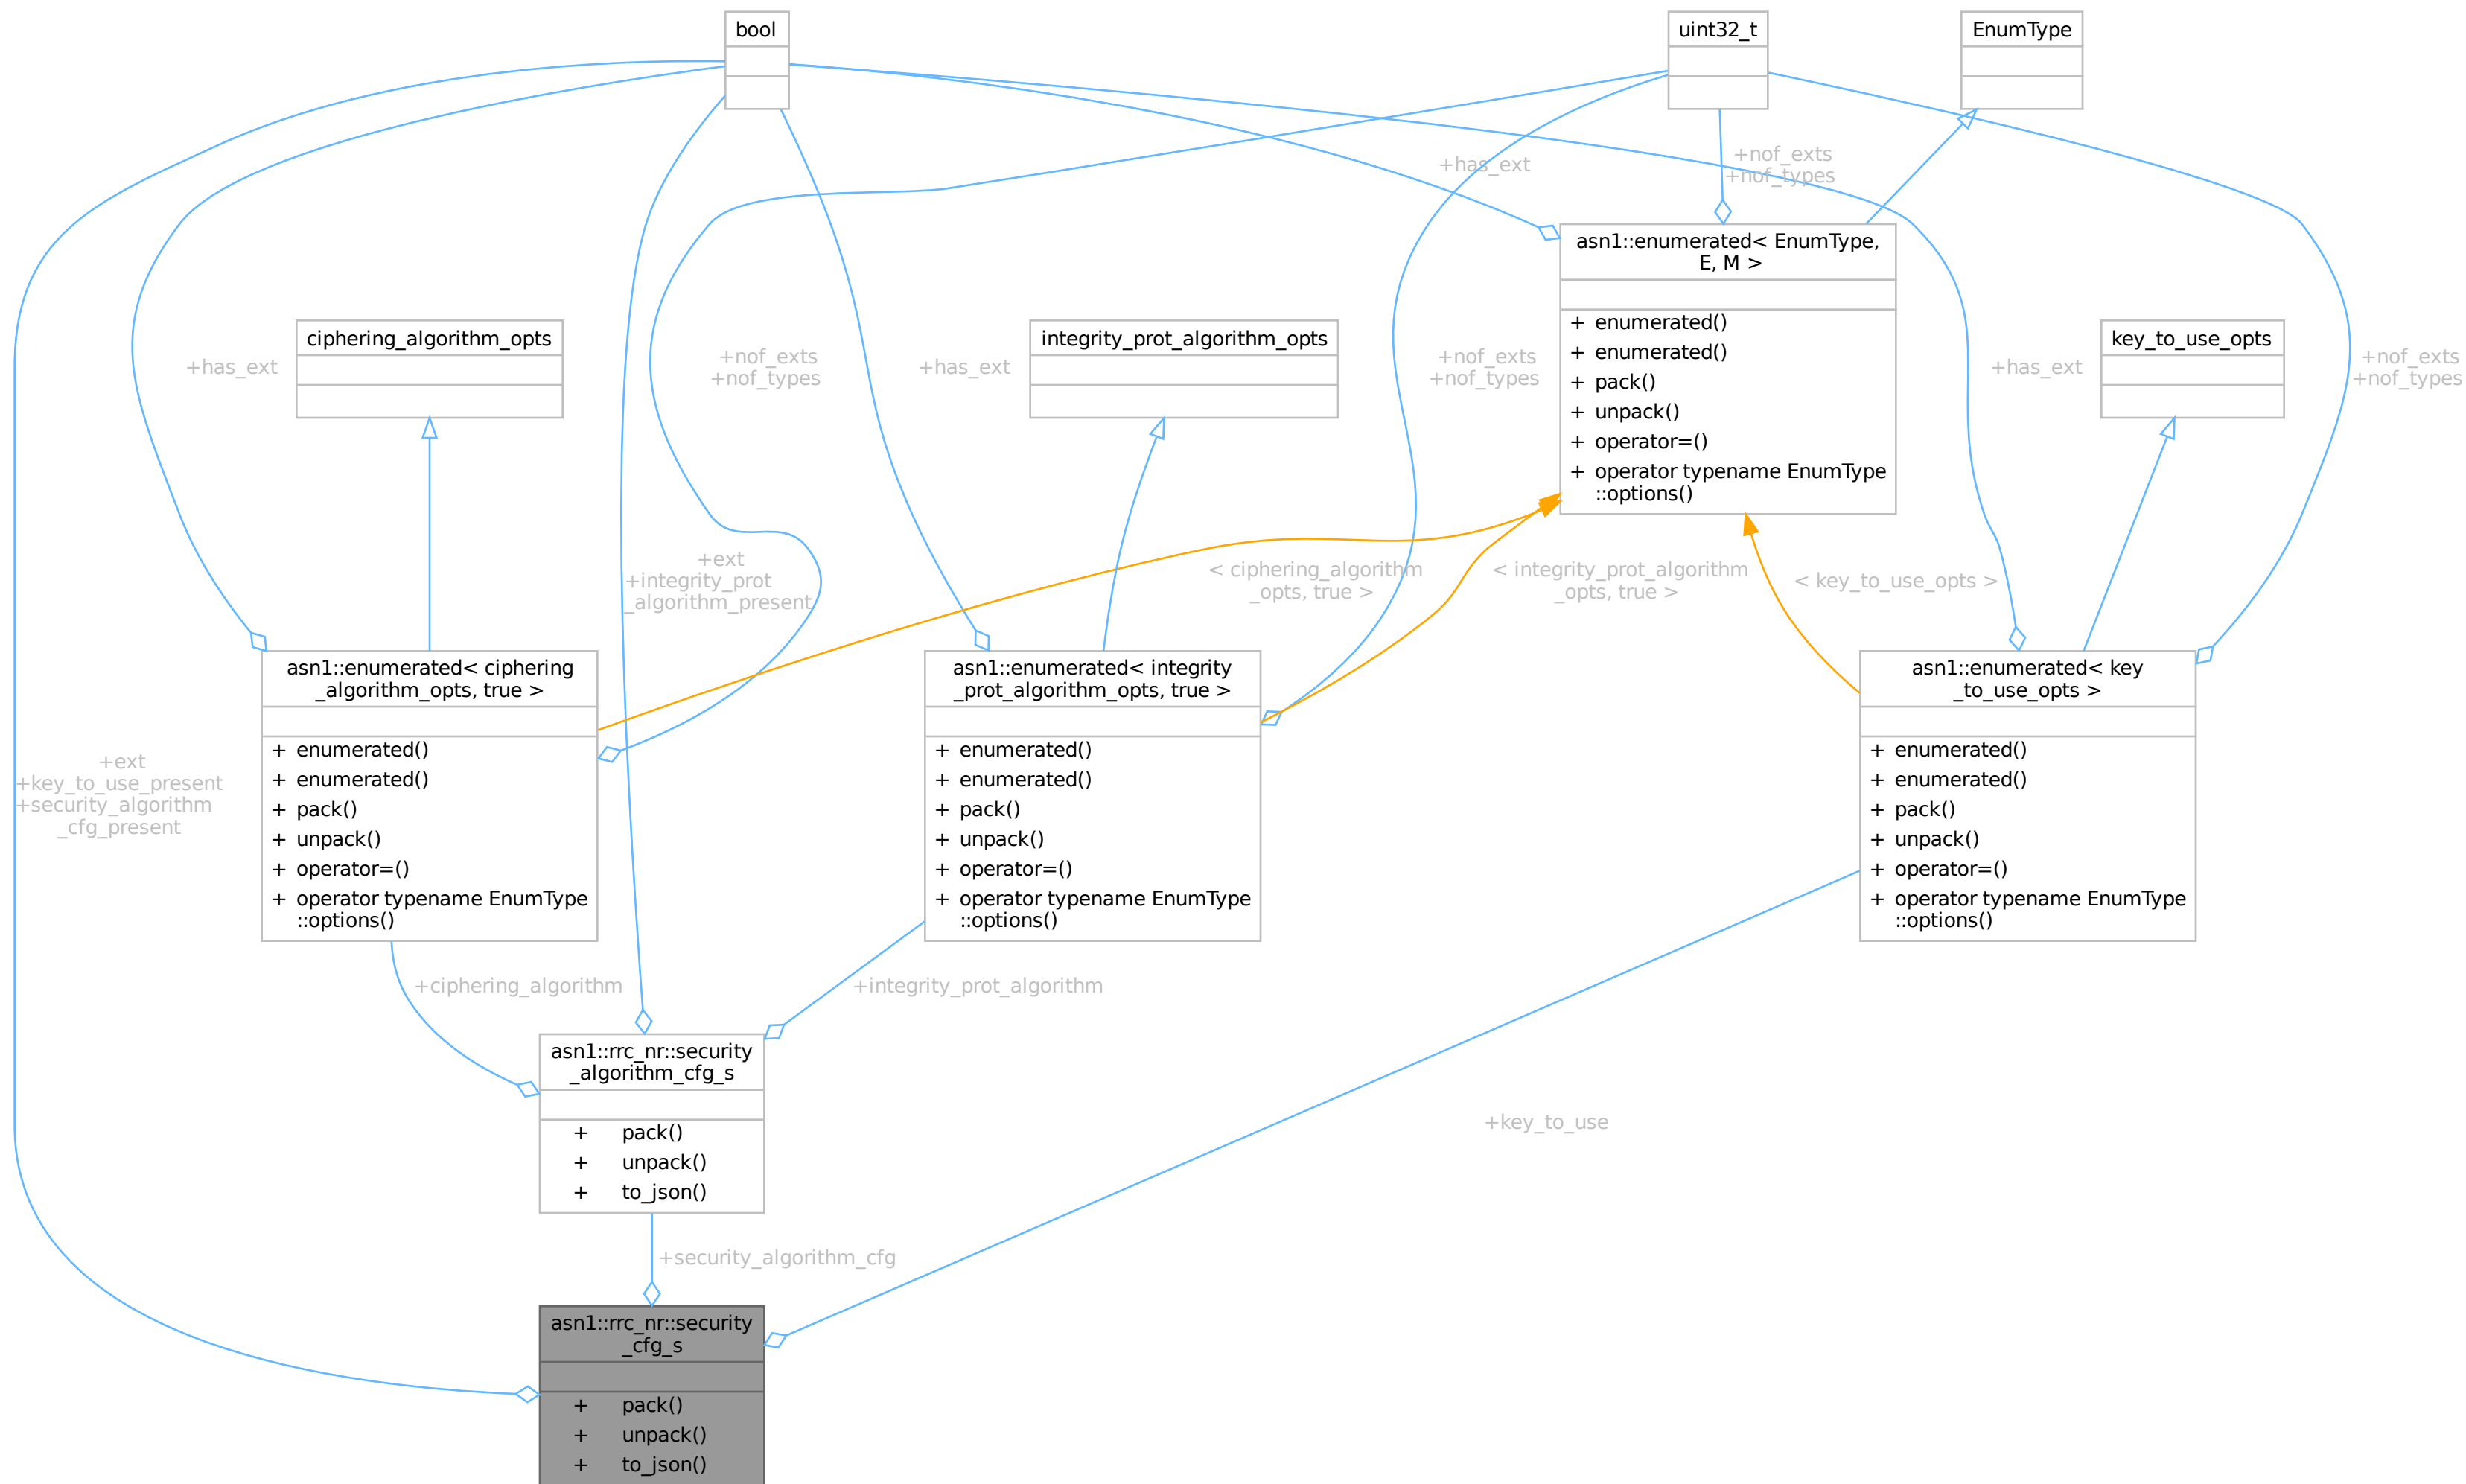 bool
uint32_t
EnumType
+has_ext
+nof_exts
+nof_types
asn1::enumerated< EnumType,
E, M >
+ enumerated()
+ enumerated()
+ pack()
+ unpack()
+ operator=()
+ operator typename EnumType
::options()
ciphering_algorithm_opts
integrity_prot_algorithm_opts
key_to_use_opts
+has_ext
+nof_exts
+nof_types
+has_ext
+nof_exts
+nof_types
+has_ext
+nof_exts
+nof_types
+ext
+integrity_prot
_algorithm_present
< ciphering_algorithm
_opts, true >
< integrity_prot_algorithm
_opts, true >
< key_to_use_opts >
asn1::enumerated< ciphering
_algorithm_opts, true >
+ enumerated()
+ enumerated()
+ pack()
+ unpack()
+ operator=()
+ operator typename EnumType
::options()
asn1::enumerated< integrity
_prot_algorithm_opts, true >
+ enumerated()
+ enumerated()
+ pack()
+ unpack()
+ operator=()
+ operator typename EnumType
::options()
asn1::enumerated< key
_to_use_opts >
+ enumerated()
+ enumerated()
+ pack()
+ unpack()
+ operator=()
+ operator typename EnumType
::options()
+ext
+key_to_use_present
+security_algorithm
_cfg_present
+ciphering_algorithm
+integrity_prot_algorithm
asn1::rrc_nr::security
_algorithm_cfg_s
+ pack()
+ unpack()
+ to_json()
+key_to_use
+security_algorithm_cfg
asn1::rrc_nr::security
_cfg_s
+ pack()
+ unpack()
+ to_json()